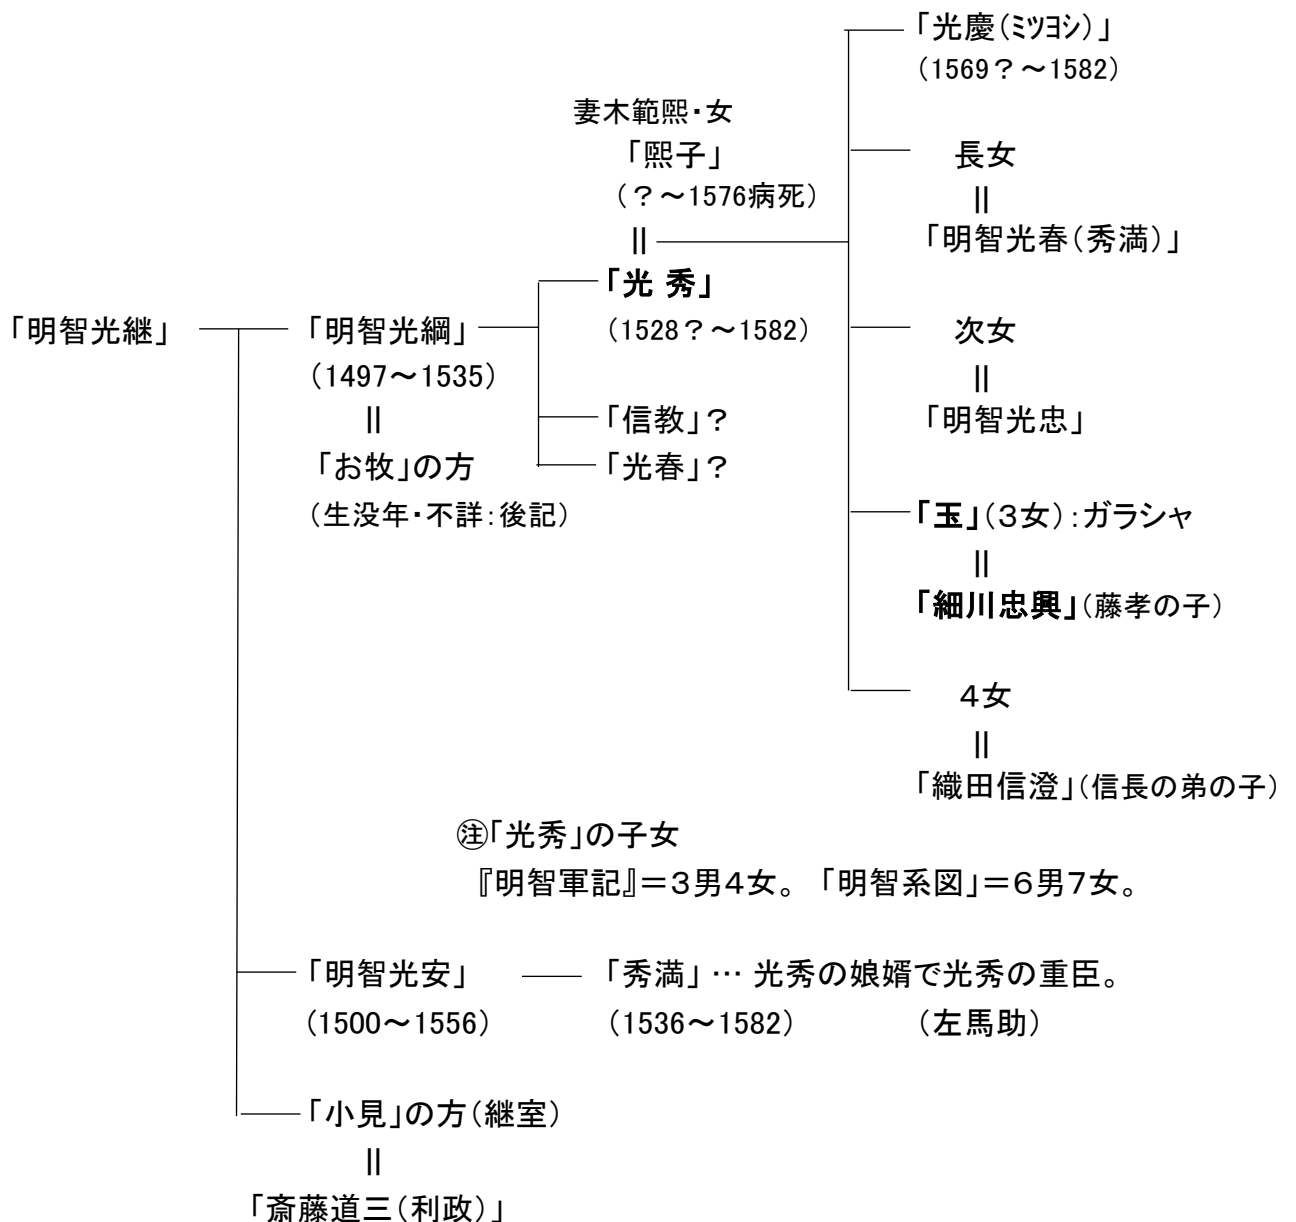 「光慶(ﾐﾂﾖｼ)」
(1569？～1582)
妻木範熙・女
「熙子」
(？～1576病死)
長女
||
「明智光春(秀満)」
||
「光 秀」
(1528？～1582)
「明智光継」
「明智光綱」
(1497～1535)
||
「お牧」の方
(生没年・不詳:後記)
「信教」？
「光春」？
次女
||
「明智光忠」
「玉」(３女):ガラシャ
||
「細川忠興」(藤孝の子)
４女
||
「織田信澄」(信長の弟の子)
㊟「光秀」の子女
『明智軍記』＝３男４女。「明智系図」＝６男７女。
「明智光安」 「秀満」… 光秀の娘婿で光秀の重臣。
(1500～1556) (1536～1582) (左馬助)
「小見」の方(継室)
||
「斎藤道三(利政)」